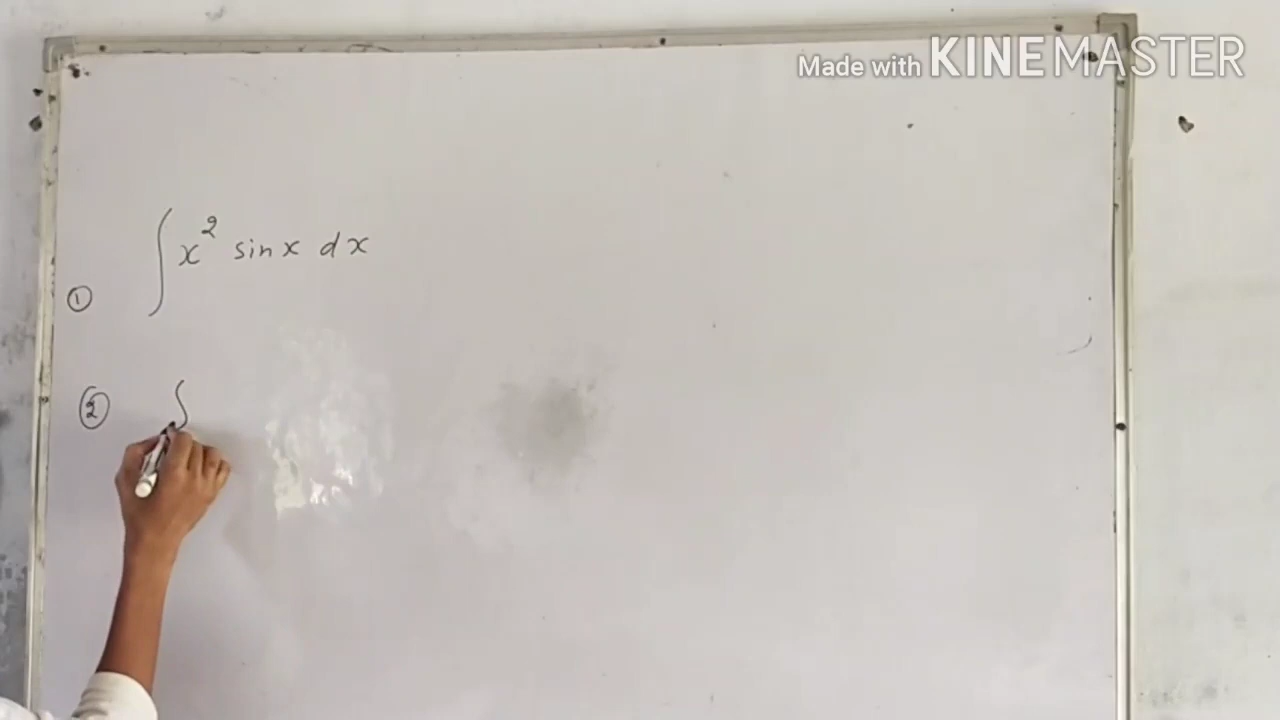 Made with KINEMASTER
① ∫ x² sin x dx
② ∫